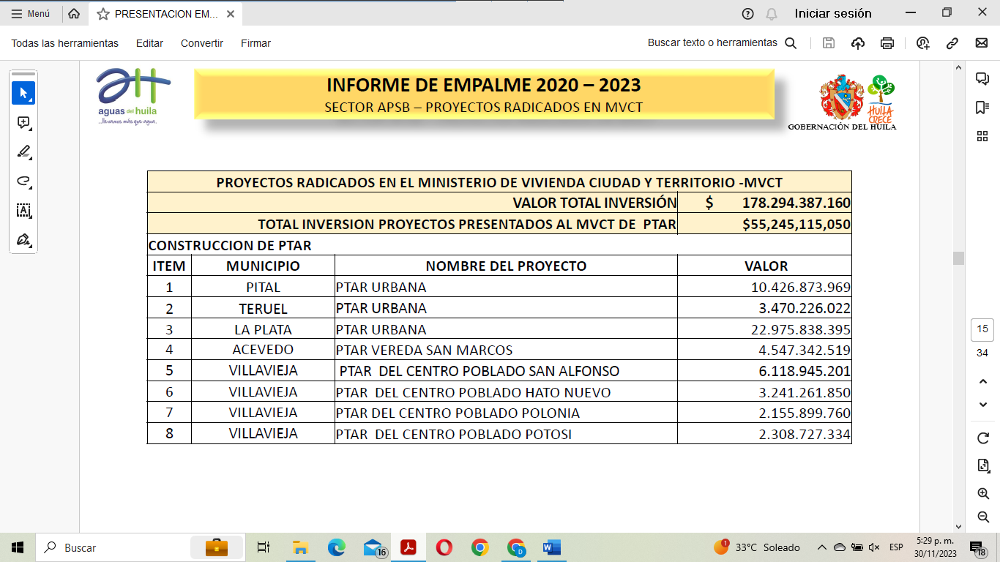 Menú
PRESENTACION EM...
Iniciar sesión
Todas las herramientas Editar Convertir Firmar
Buscar texto o herramientas
aguas del huila
...llevamos más que agua.
INFORME DE EMPALME 2020 – 2023
SECTOR APSB – PROYECTOS RADICADOS EN MVCT
HUILA
CRECE
GOBERNACIÓN DEL HUILA
PROYECTOS RADICADOS EN EL MINISTERIO DE VIVIENDA CIUDAD Y TERRITORIO -MVCT
VALOR TOTAL INVERSIÓN $ 178.294.387.160
TOTAL INVERSION PROYECTOS PRESENTADOS AL MVCT DE PTAR $55,245,115,050
CONSTRUCCION DE PTAR
ITEM MUNICIPIO NOMBRE DEL PROYECTO VALOR
1 PITAL PTAR URBANA 10.426.873.969
2 TERUEL PTAR URBANA 3.470.226.022
3 LA PLATA PTAR URBANA 22.975.838.395
4 ACEVEDO PTAR VEREDA SAN MARCOS 4.547.342.519
5 VILLAVIEJA PTAR DEL CENTRO POBLADO SAN ALFONSO 6.118.945.201
6 VILLAVIEJA PTAR DEL CENTRO POBLADO HATO NUEVO 3.241.261.850
7 VILLAVIEJA PTAR DEL CENTRO POBLADO POLONIA 2.155.899.760
8 VILLAVIEJA PTAR DEL CENTRO POBLADO POTOSI 2.308.727.334
15
34
Buscar
16
D
1
33°C Soleado
ESP
5:29 p. m.
30/11/2023
18